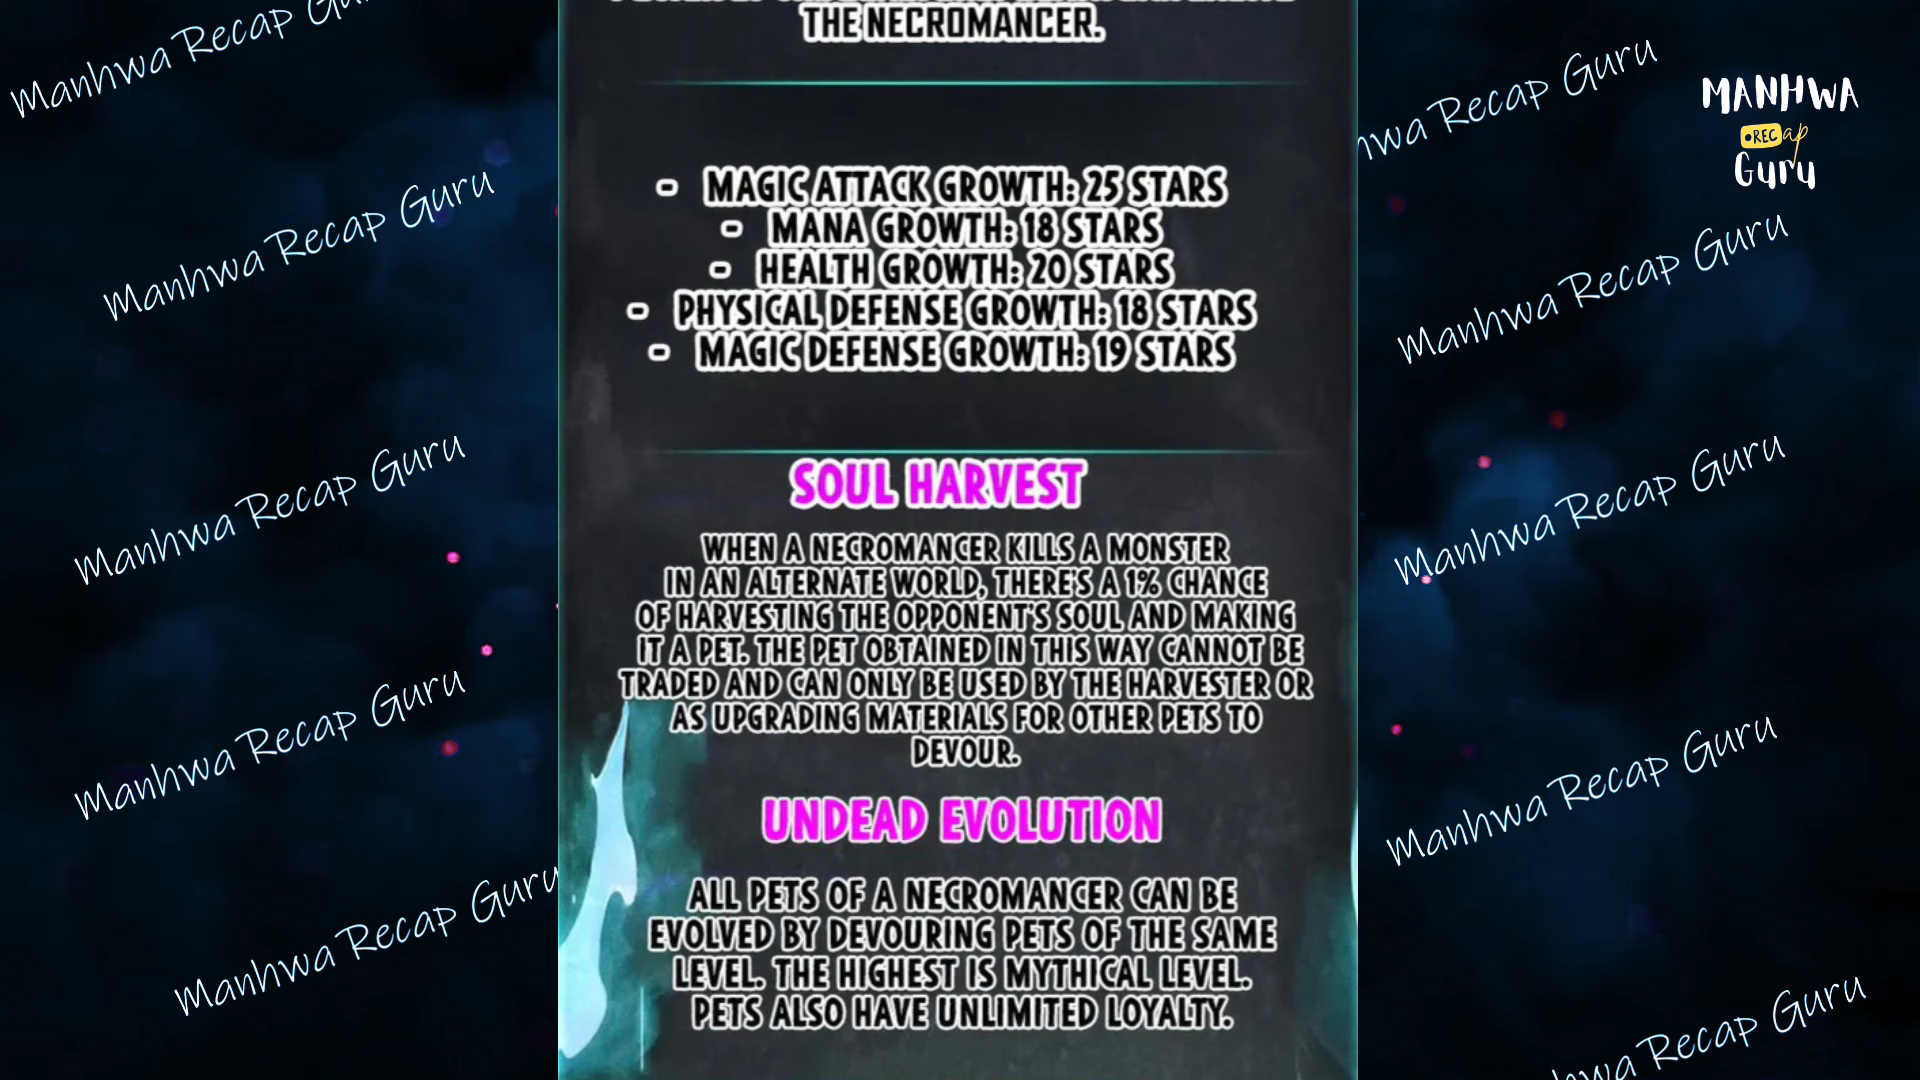 THE NECROMANCER.
- MAGIC ATTACK GROWTH: 25 STARS
- MANA GROWTH: 18 STARS
- HEALTH GROWTH: 20 STARS
- PHYSICAL DEFENSE GROWTH: 18 STARS
- MAGIC DEFENSE GROWTH: 19 STARS
SOUL HARVEST
WHEN A NECROMANCER KILLS A MONSTER
IN AN ALTERNATE WORLD, THERE'S A 1% CHANCE
OF HARVESTING THE OPPONENT'S SOUL AND MAKING
IT A PET. THE PET OBTAINED IN THIS WAY CANNOT BE
TRADED AND CAN ONLY BE USED BY THE HARVESTER OR
AS UPGRADING MATERIALS FOR OTHER PETS TO
DEVOUR.
UNDEAD EVOLUTION
ALL PETS OF A NECROMANCER CAN BE
EVOLVED BY DEVOURING PETS OF THE SAME
LEVEL. THE HIGHEST IS MYTHICAL LEVEL.
PETS ALSO HAVE UNLIMITED LOYALTY.
Manhwa Recap
Manhwa Recap Guru
Manhwa Recap Guru
Manhwa Recap Guru
Manhwa Recap Guru
Recap Guru
Manhwa Recap Guru
Manhwa Recap Guru
Manhwa Recap Guru
Recap Guru
MANHWA
RECap
Guru